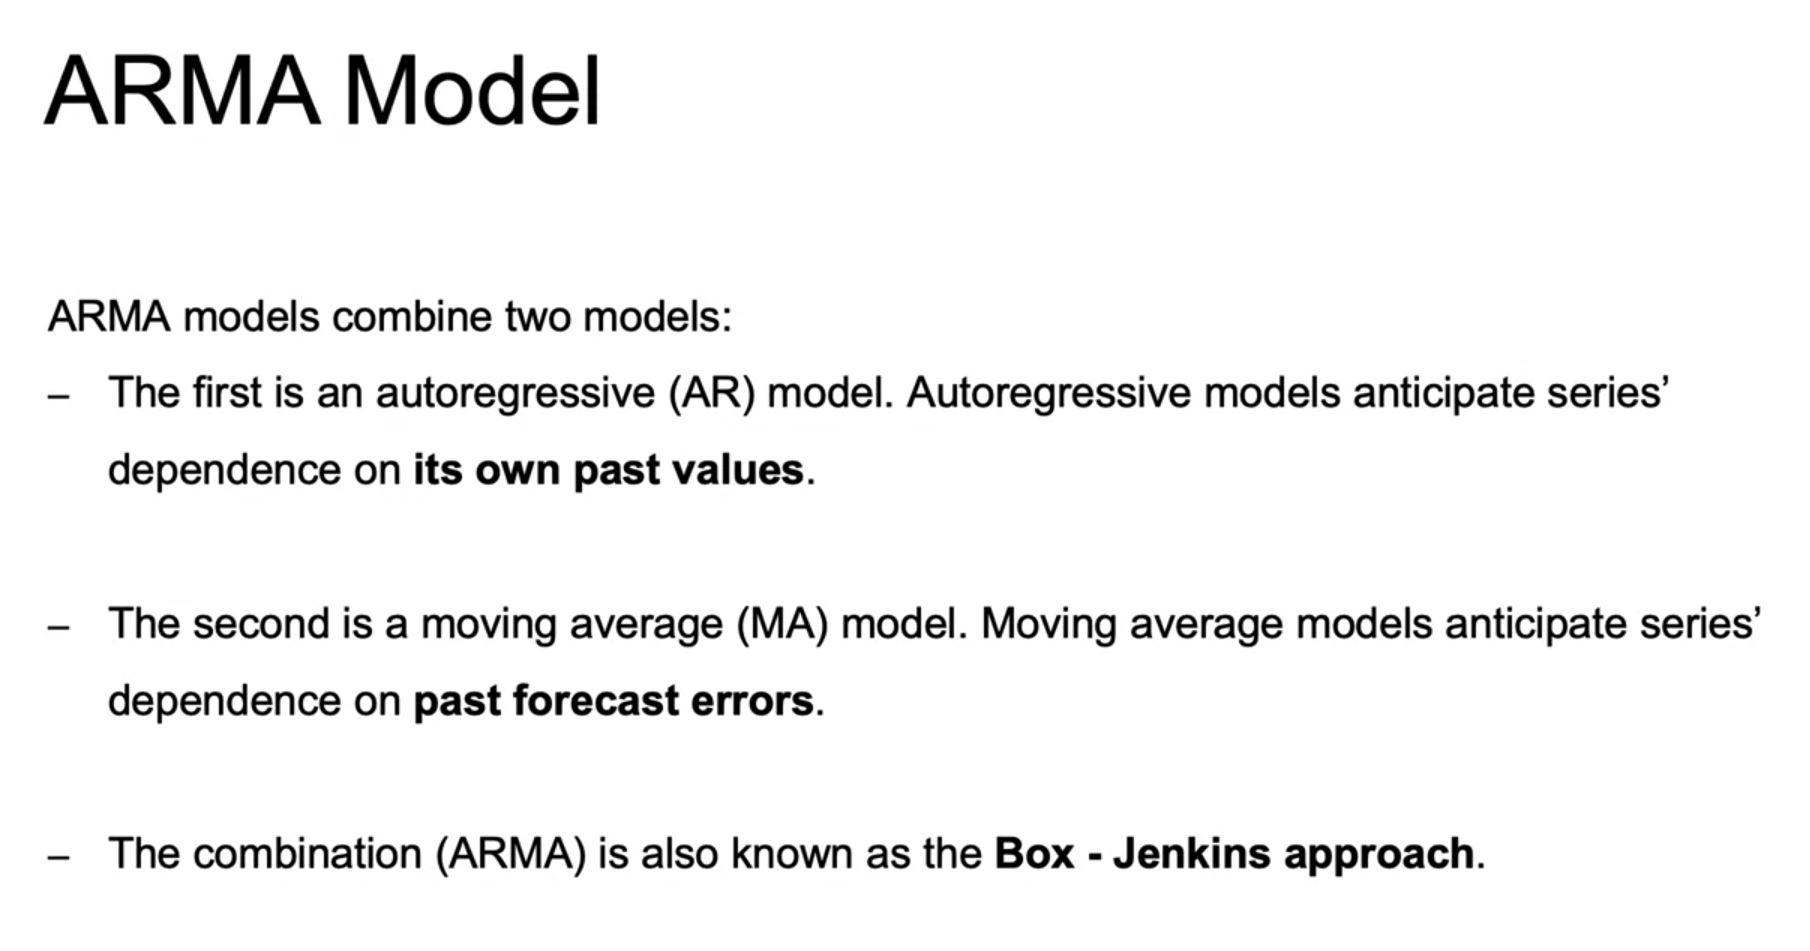 ARMA Model
ARMA models combine two models:
– The first is an autoregressive (AR) model. Autoregressive models anticipate series’
dependence on its own past values.
– The second is a moving average (MA) model. Moving average models anticipate series’
dependence on past forecast errors.
– The combination (ARMA) is also known as the Box - Jenkins approach.